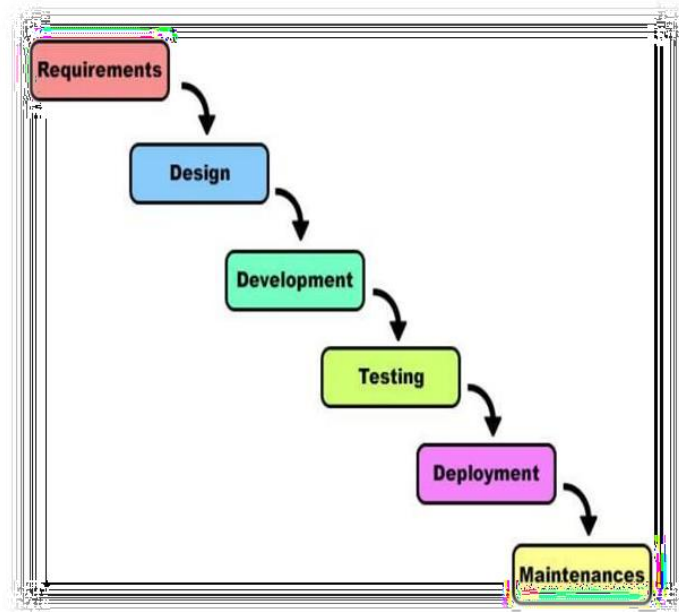 Requirements
Design
Development
Testing
Deployment
Maintenances